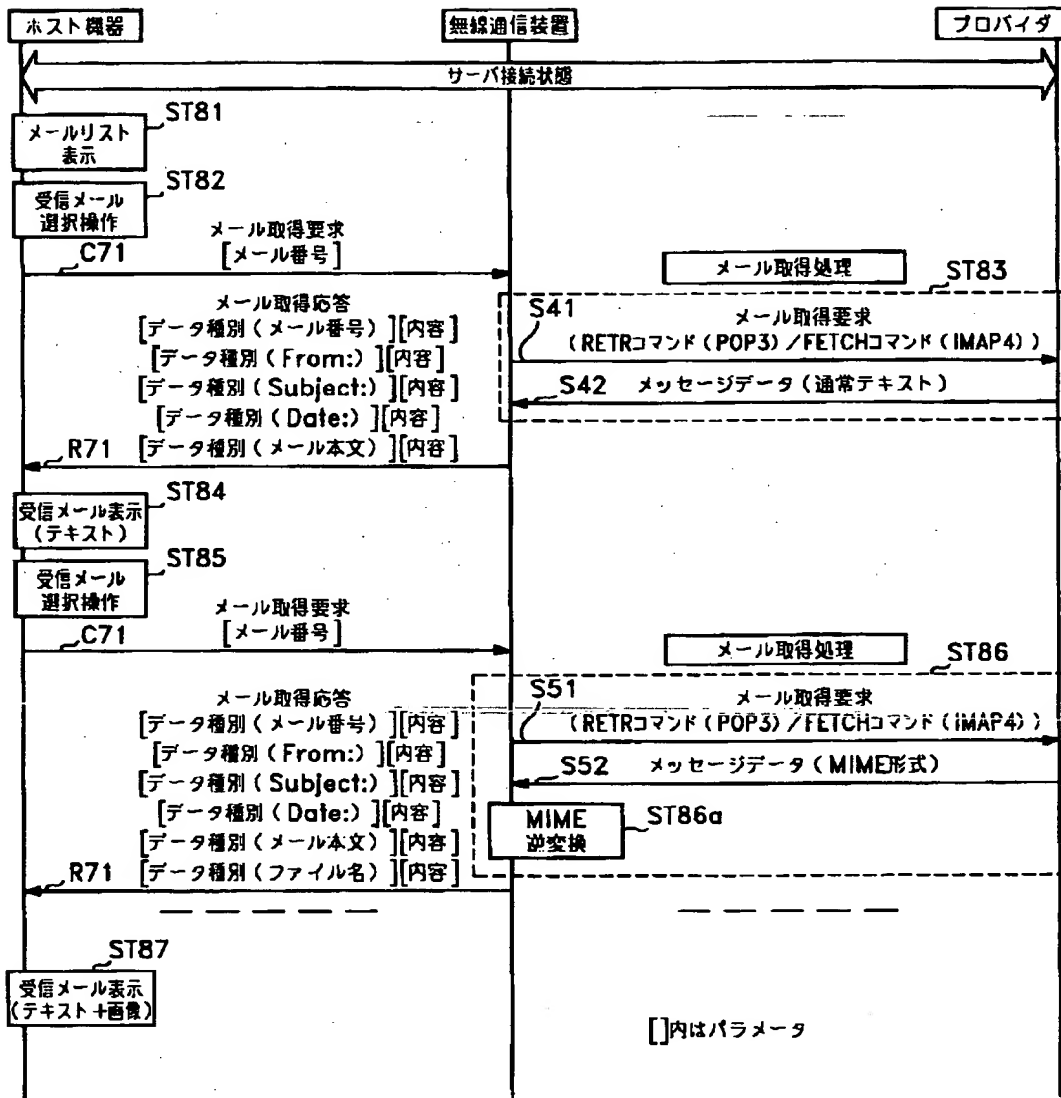 ホスト機器
無線通信装置
プロバイダ
サーバ接続状態
ST81
メールリスト
表示
ST82
受信メール
選択操作
メール取得要求
[メール番号]
C71
メール取得処理
ST83
メール取得応答
[データ種別(メール番号)][内容]
[データ種別(From:)][内容]
[データ種別(Subject:)][内容]
[データ種別(Date:)][内容]
R71 [データ種別(メール本文)][内容]
S41
メール取得要求
(RETRコマンド(POP3)/FETCHコマンド(IMAP4))
S42 メッセージデータ(通常テキスト)
ST84
受信メール表示
(テキスト)
ST85
受信メール
選択操作
メール取得要求
[メール番号]
C71
メール取得処理
ST86
メール取得応答
[データ種別(メール番号)][内容]
[データ種別(From:)][内容]
[データ種別(Subject:)][内容]
[データ種別(Date:)][内容]
[データ種別(メール本文)][内容]
R71 [データ種別(ファイル名)][内容]
S51
メール取得要求
(RETRコマンド(POP3)/FETCHコマンド(IMAP4))
S52 メッセージデータ(MIME形式)
MIME
逆変換
ST86a
ST87
受信メール表示
(テキスト+画像)
[]内はパラメータ